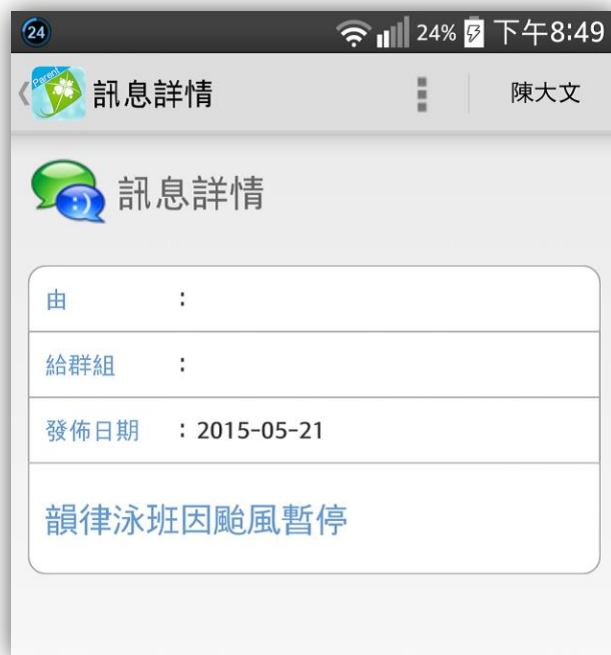 24 24% 下午8:49
Parent 訊息詳情 陳大文
訊息詳情
由 :
給群組 :
發佈日期 : 2015-05-21
韻律泳班因颱風暫停